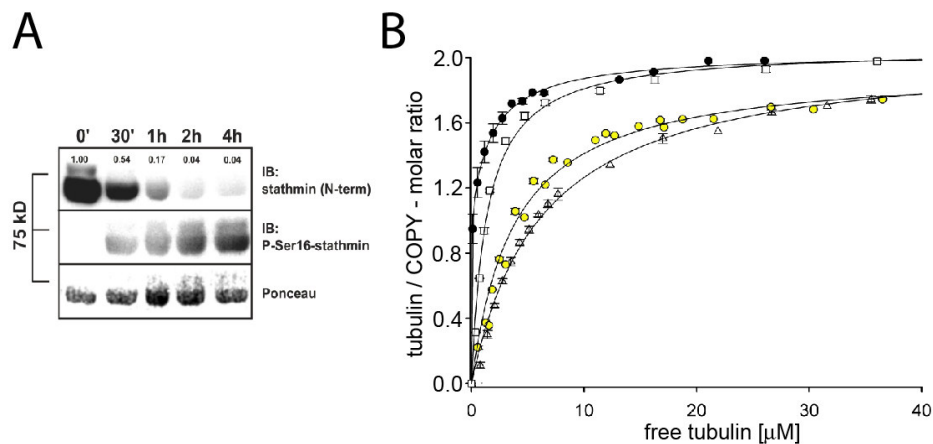 A
0' 30' 1h 2h 4h
1.00 0.54 0.17 0.04 0.04
IB:
stathmin (N-term)
IB:
P-Ser16-stathmin
Ponceau
75 kD
B
tubulin / COPY - molar ratio
2.0
1.6
1.2
0.8
0.4
0.0
0 10 20 30 40
free tubulin [μM]